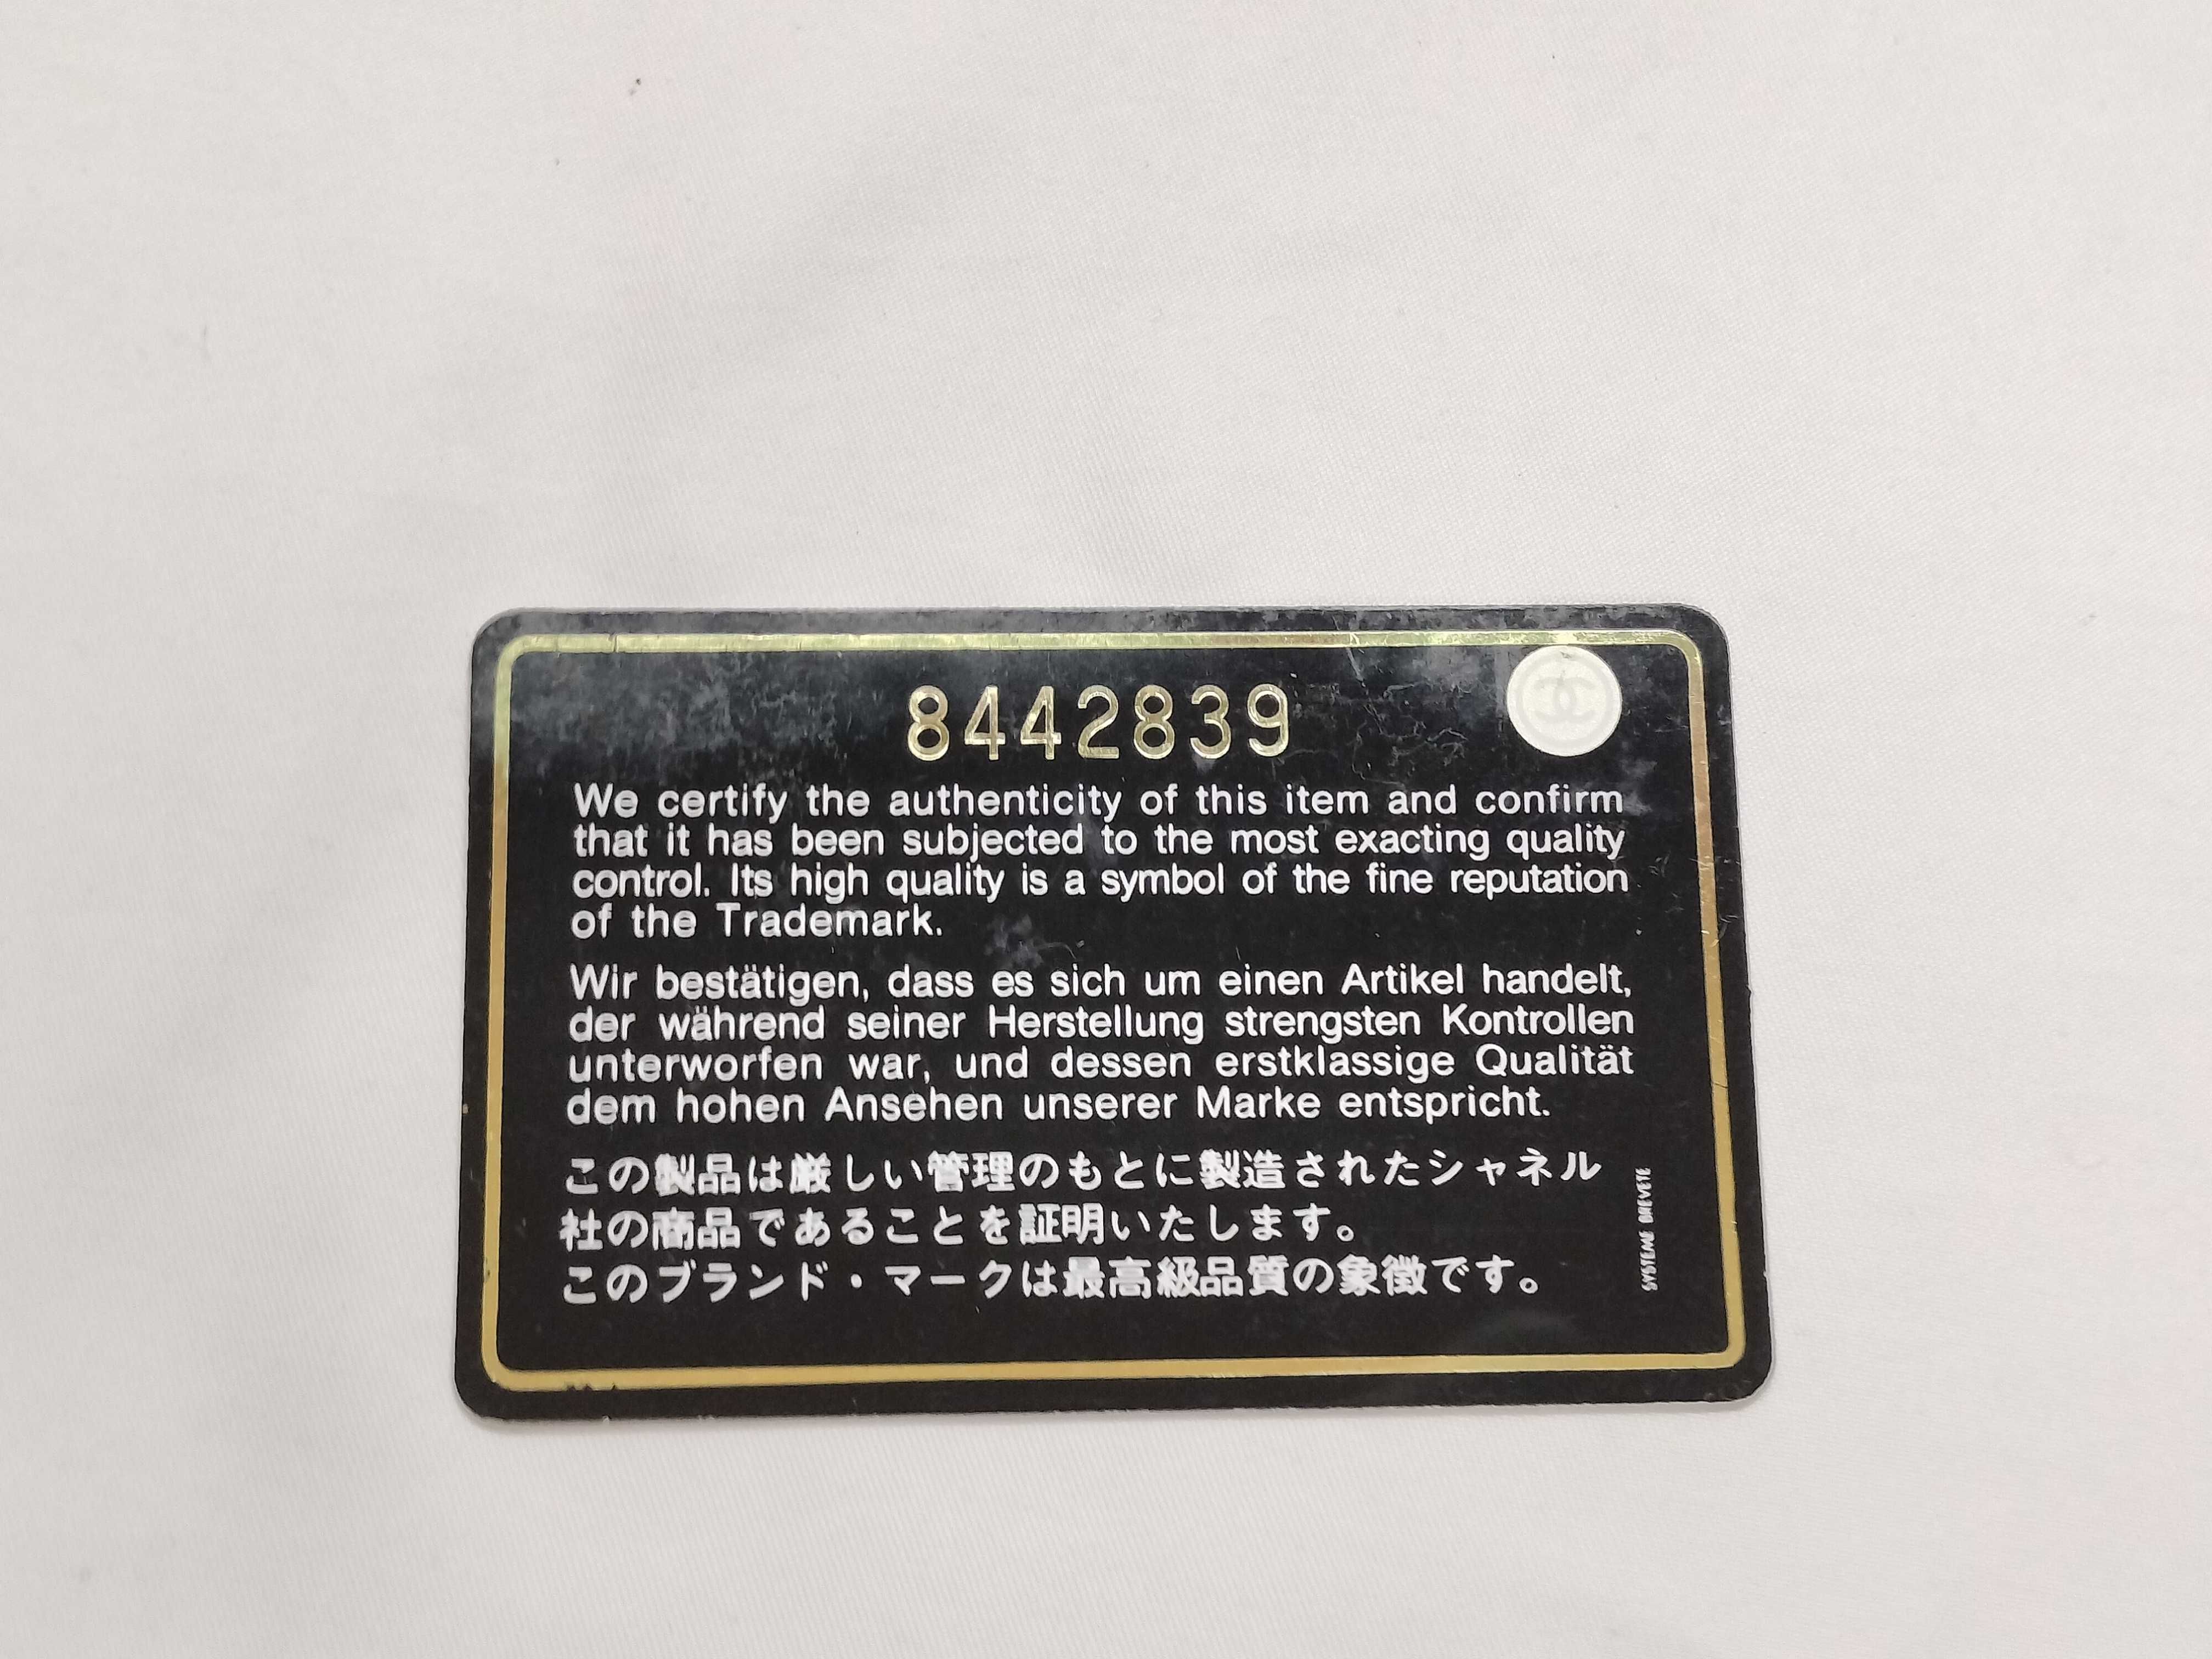 8442839
We certify the authenticity of this item and confirm
that it has been subjected to the most exacting quality
control. Its high quality is a symbol of the fine reputation
of the Trademark.
Wir bestätigen, dass es sich um einen Artikel handelt,
der während seiner Herstellung strengsten Kontrollen
unterworfen war, und dessen erstklassige Qualität
dem hohen Ansehen unserer Marke entspricht.
この製品は厳しい管理のもとに製造されたシャネル
社の商品であることを証明いたします。
このブランド・マークは最高級品質の象徴です。
SYSTEME BREVETE